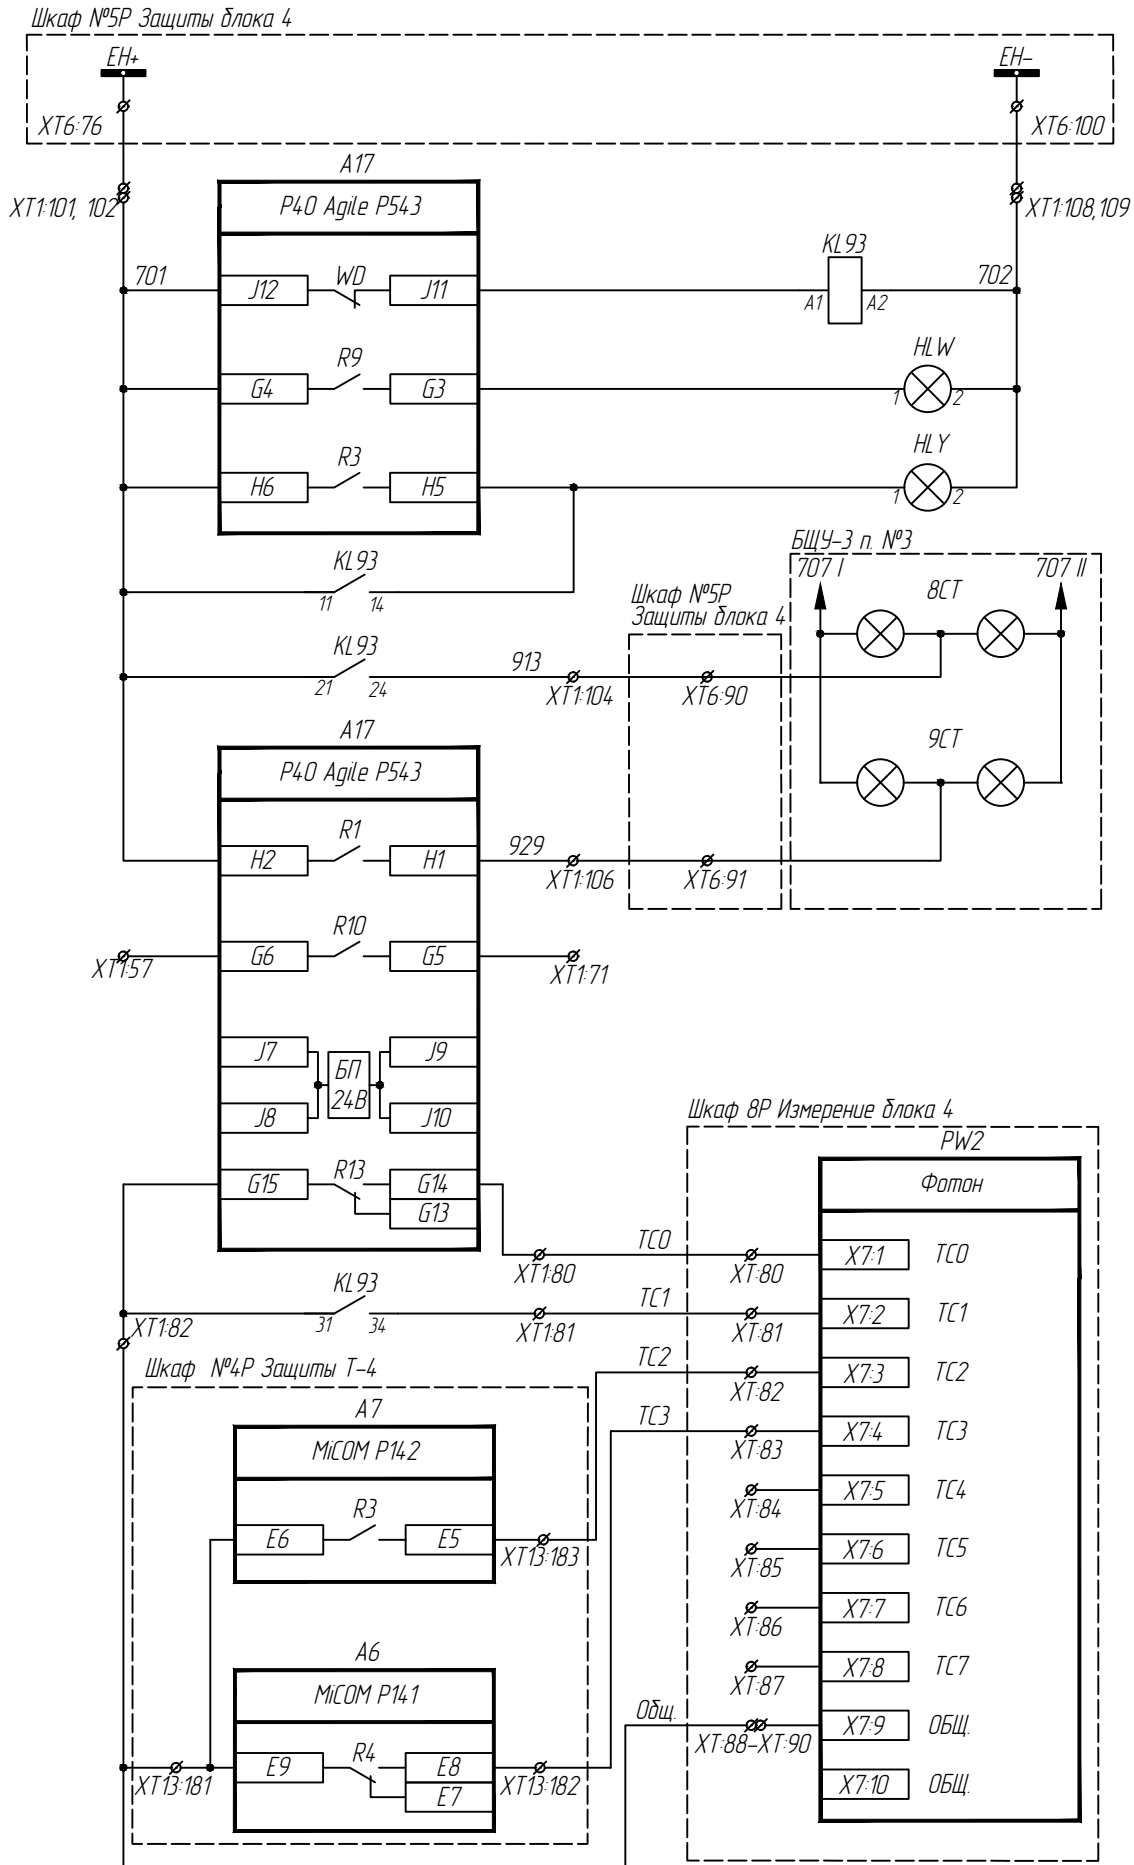 Шкаф №5Р Защиты блока 4
EH+
EH-
XT6:76
XT6:100
A17
XT1:101, 102
P40 Agile P543
XT1:108,109
KL93
701
J12
WD
J11
A1
A2
702
R9
HLW
G4
G3
1
2
R3
HLY
H6
H5
1
2
KL93
11
14
БЩУ-3 п. №3
707 I
707 II
Шкаф №5Р
Защиты блока 4
8СТ
KL93
21
24
913
XT1:104
XT6:90
A17
9СТ
P40 Agile P543
R1
H2
H1
929
XT1:106
XT6:91
R10
XT1:57
G6
G5
XT1:71
J7
J9
БП
24В
J8
J10
Шкаф 8Р Измерение блока 4
PW2
R13
G15
G14
G13
Фотон
TC0
XT1:80
XT:80
X7:1
TC0
KL93
31
34
XT1:82
TC1
XT1:81
XT:81
X7:2
TC1
Шкаф №4Р Защиты Т-4
TC2
XT:82
X7:3
TC2
A7
TC3
XT:83
X7:4
TC3
MiCOM P142
XT:84
X7:5
TC4
R3
E6
E5
XT13:183
XT:85
X7:6
TC5
XT:86
X7:7
TC6
A6
XT:87
X7:8
TC7
MiCOM P141
Общ.
XT:88-XT:90
X7:9
ОБЩ.
R4
XT13:181
E9
E8
E7
XT13:182
X7:10
ОБЩ.